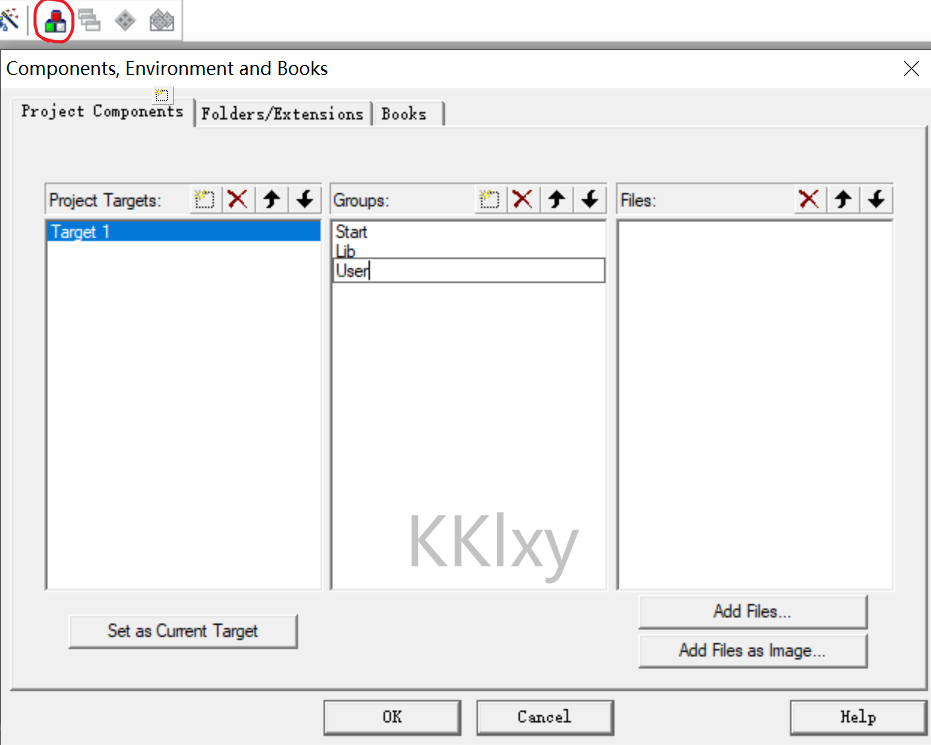 Components, Environment and Books
Project Components Folders/Extensions Books
Project Targets: Groups: Files:
Target 1
Start
Lib
User
KKlxy
Set as Current Target
Add Files...
Add Files as Image...
OK Cancel Help